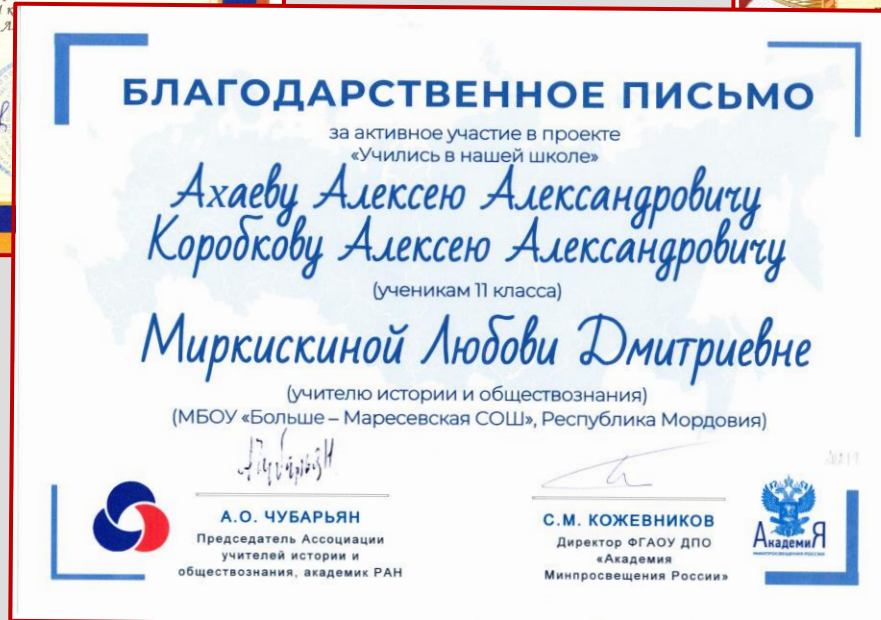 БЛАГОДАРСТВЕННОЕ ПИСЬМО
за активное участие в проекте
«Учились в нашей школе»
Ахаеву Алексею Александровичу
Коробкову Алексею Александровичу
(ученикам 11 класса)
Миркискиной Любови Дмитриевне
(учителю истории и обществознания)
(МБОУ «Больше – Маресевская СОШ», Республика Мордовия)
А.О. ЧУБАРЬЯН
Председатель Ассоциации
учителей истории и
обществознания, академик РАН
С.М. КОЖЕВНИКОВ
Директор ФГАОУ ДПО
«Академия
Минпросвещения России»
АкадемиЯ
МИНПРОСВЕЩЕНИЯ РОССИИ